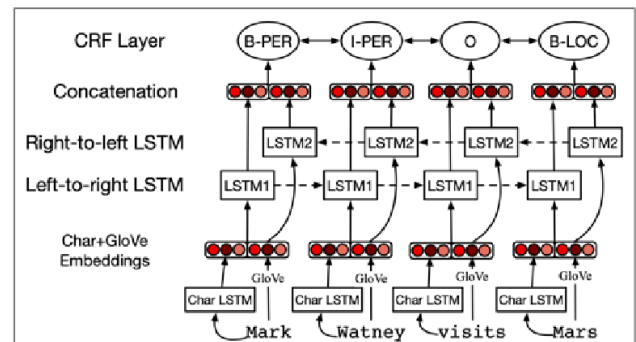 CRF Layer B-PER I-PER O B-LOC
Concatenation
Right-to-left LSTM LSTM2 LSTM2 LSTM2 LSTM2
Left-to-right LSTM LSTM1 LSTM1 LSTM1 LSTM1
Char+GloVe
Embeddings
GloVe GloVe GloVe GloVe
Char LSTM Char LSTM Char LSTM Char LSTM
Mark Watney visits Mars